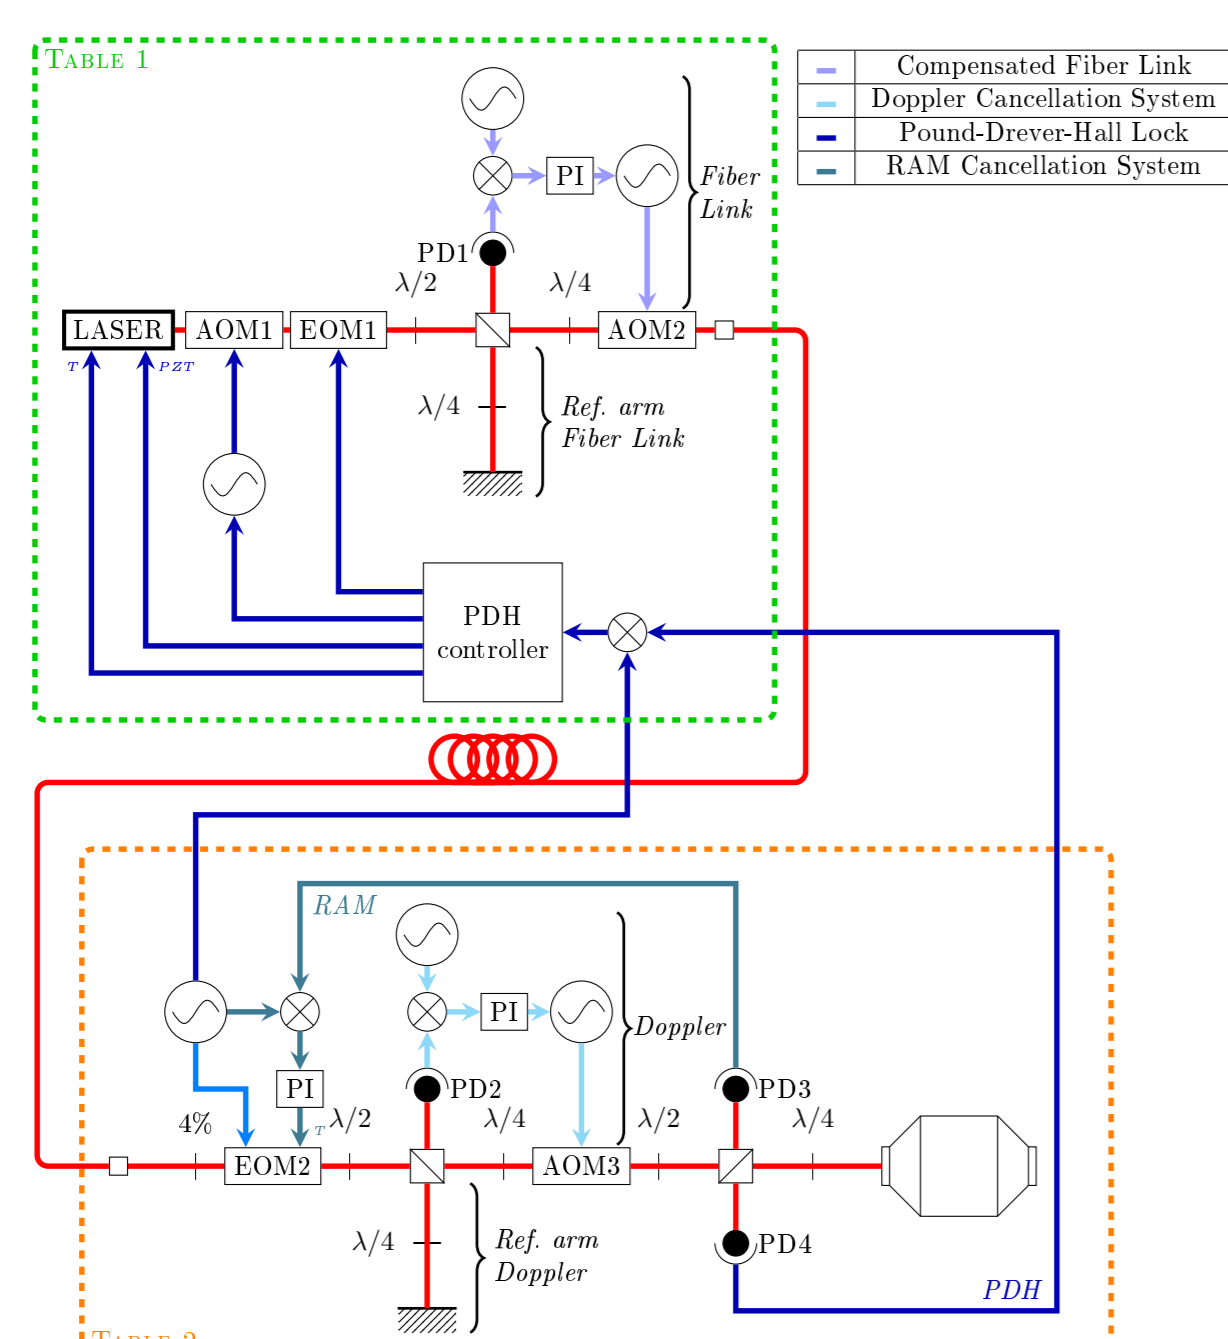 TABLE 1
Compensated Fiber Link
Doppler Cancellation System
Pound-Drever-Hall Lock
RAM Cancellation System
PI
Fiber
Link
PD1
λ/2
λ/4
LASER
AOM1
EOM1
AOM2
T
PZT
λ/4
Ref. arm
Fiber Link
PDH
controller
RAM
PI
Doppler
PI
PD2
PD3
4%
T
λ/2
λ/4
λ/2
λ/4
EOM2
AOM3
λ/4
Ref. arm
Doppler
PD4
PDH
TABLE 2